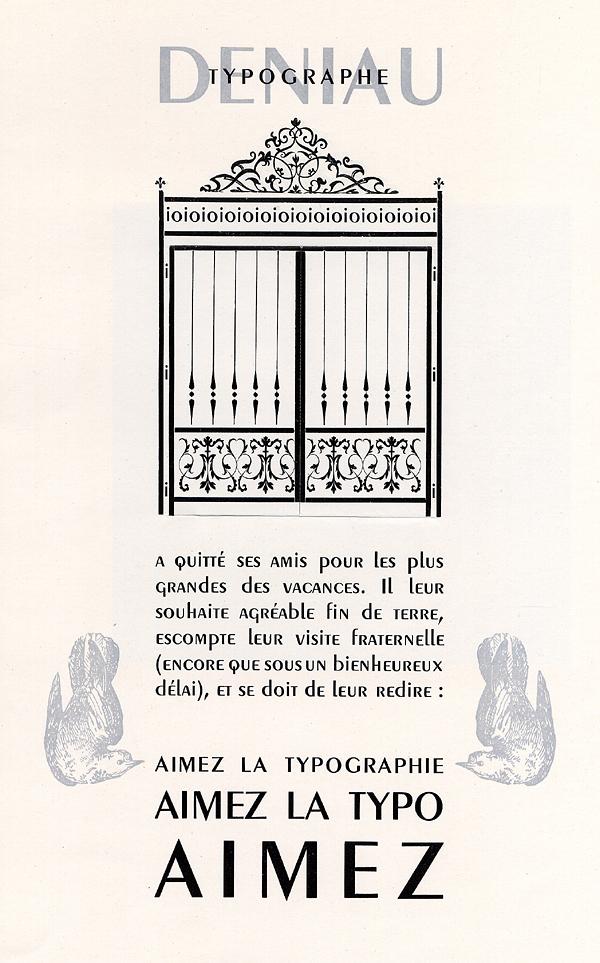 DENIAU
TYPOGRAPHE
ioioioioioioioioioioioioioioioi
A QUITTÉ SES AMIS POUR les plus
GRANDES des VACANCES. Il leur
SOUHAITE AGRÉABLE fin de TERRE,
ESCOMPTE leur visite fraternelle
(ENCORE QUE SOUS UN bienheureux
délai), ET SE doit de leur REDIRE :
AIMEZ LA TYPOGRAPHIE
AIMEZ LA TYPO
AIMEZ